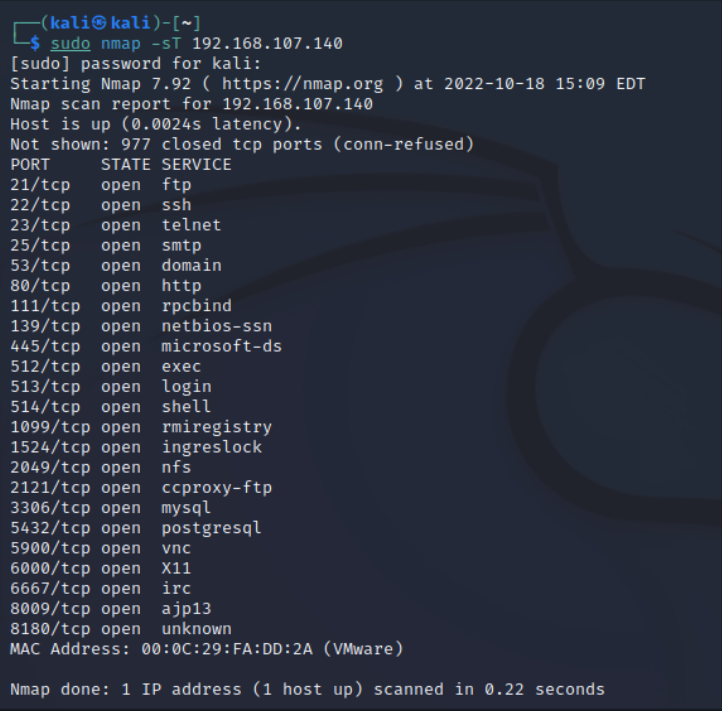 ┌──(kali㉿kali)-[~]
└─$ sudo nmap -sT 192.168.107.140
[sudo] password for kali:
Starting Nmap 7.92 ( https://nmap.org ) at 2022-10-18 15:09 EDT
Nmap scan report for 192.168.107.140
Host is up (0.0024s latency).
Not shown: 977 closed tcp ports (conn-refused)
PORT     STATE SERVICE
21/tcp   open  ftp
22/tcp   open  ssh
23/tcp   open  telnet
25/tcp   open  smtp
53/tcp   open  domain
80/tcp   open  http
111/tcp  open  rpcbind
139/tcp  open  netbios-ssn
445/tcp  open  microsoft-ds
512/tcp  open  exec
513/tcp  open  login
514/tcp  open  shell
1099/tcp open  rmiregistry
1524/tcp open  ingreslock
2049/tcp open  nfs
2121/tcp open  ccproxy-ftp
3306/tcp open  mysql
5432/tcp open  postgresql
5900/tcp open  vnc
6000/tcp open  X11
6667/tcp open  irc
8009/tcp open  ajp13
8180/tcp open  unknown
MAC Address: 00:0C:29:FA:DD:2A (VMware)
Nmap done: 1 IP address (1 host up) scanned in 0.22 seconds